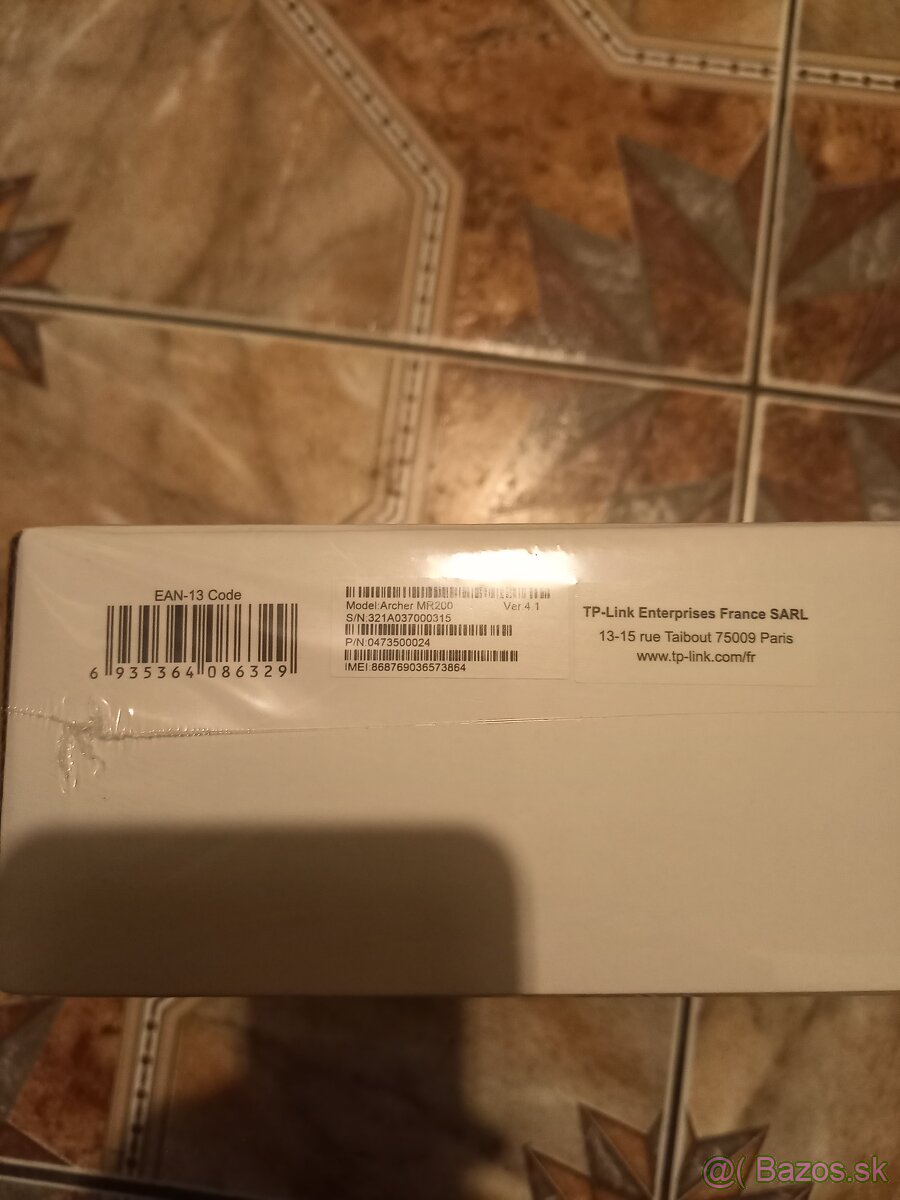 EAN-13 Code
6 935364 086329
Model:Archer MR200 Ver 4.1
S/N:321A037000315
P/N:0473500024
IMEI:868769036573864
TP-Link Enterprises France SARL
13-15 rue Taibout 75009 Paris
www.tp-link.com/fr
@( Bazos.sk